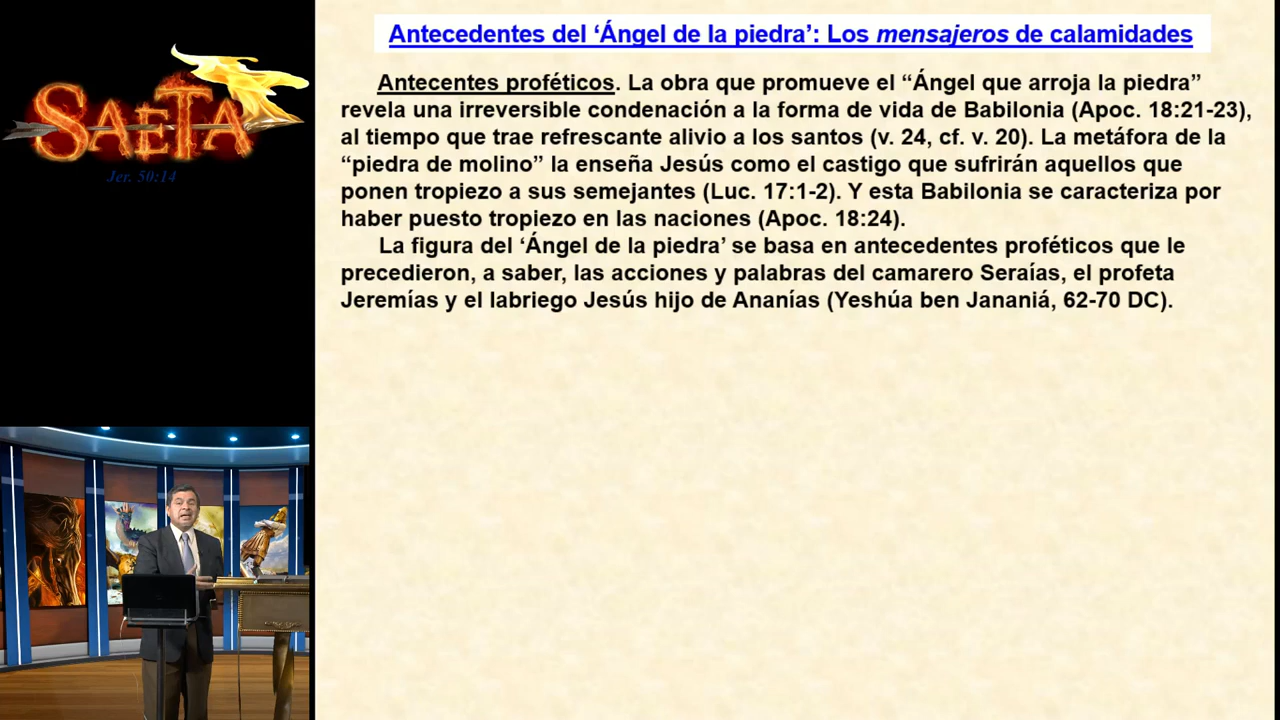 SAETA
Jer. 50:14
Antecedentes del ‘Ángel de la piedra’: Los mensajeros de calamidades
Antecentes proféticos. La obra que promueve el “Ángel que arroja la piedra”
revela una irreversible condenación a la forma de vida de Babilonia (Apoc. 18:21-23),
al tiempo que trae refrescante alivio a los santos (v. 24, cf. v. 20). La metáfora de la
“piedra de molino” la enseña Jesús como el castigo que sufrirán aquellos que
ponen tropiezo a sus semejantes (Luc. 17:1-2). Y esta Babilonia se caracteriza por
haber puesto tropiezo en las naciones (Apoc. 18:24).
La figura del ‘Ángel de la piedra’ se basa en antecedentes proféticos que le
precedieron, a saber, las acciones y palabras del camarero Seraías, el profeta
Jeremías y el labriego Jesús hijo de Ananías (Yeshúa ben Jananiá, 62-70 DC).